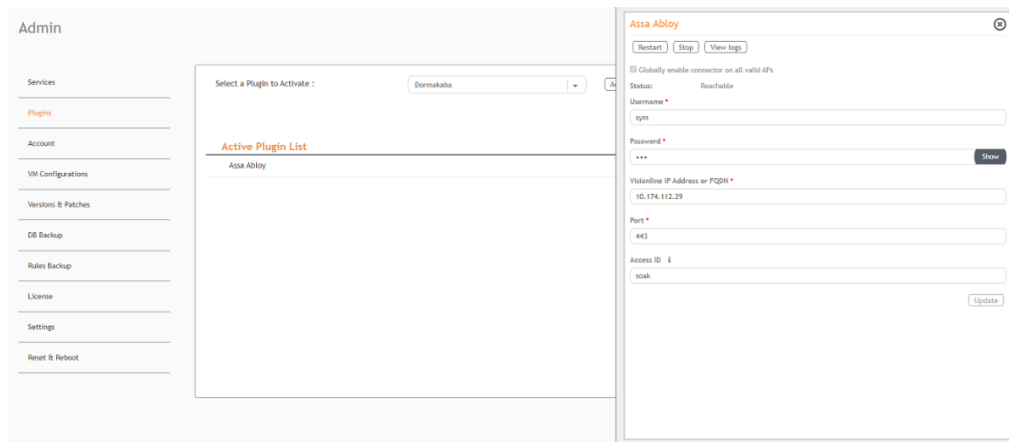 Admin
Services
Plugins
Account
VM Configurations
Versions & Patches
DB Backup
Rules Backup
License
Settings
Reset & Reboot
Select a Plugin to Activate :
Dormakaba
Active Plugin List
Assa Abloy
Assa Abloy
Restart Stop View logs
Globally enable connector on all valid APs
Status: Reachable
Username *
sym
Password *
•••
Show
Visionline IP Address or FQDN *
10.174.112.29
Port *
443
Access ID i
soak
Update